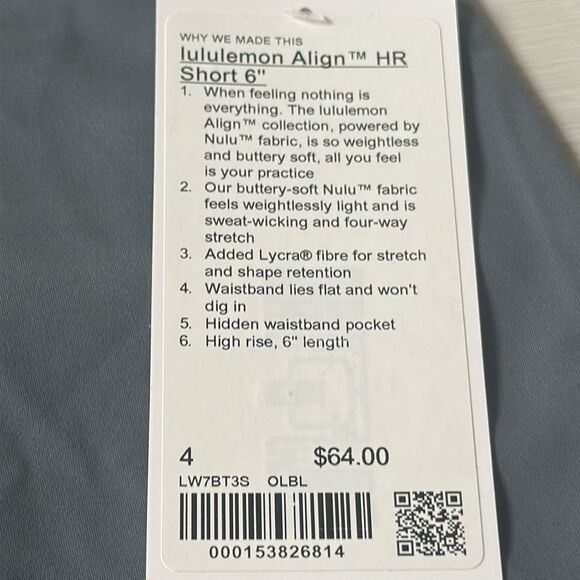 WHY WE MADE THIS
lululemon Align™ HR
Short 6"
1. When feeling nothing is
everything. The lululemon
Align™ collection, powered by
Nulu™ fabric, is so weightless
and buttery soft, all you feel
is your practice
2. Our buttery-soft Nulu™ fabric
feels weightlessly light and is
sweat-wicking and four-way
stretch
3. Added Lycra® fibre for stretch
and shape retention
4. Waistband lies flat and won't
dig in
5. Hidden waistband pocket
6. High rise, 6" length
4 $64.00
LW7BT3S OLBL
000153826814